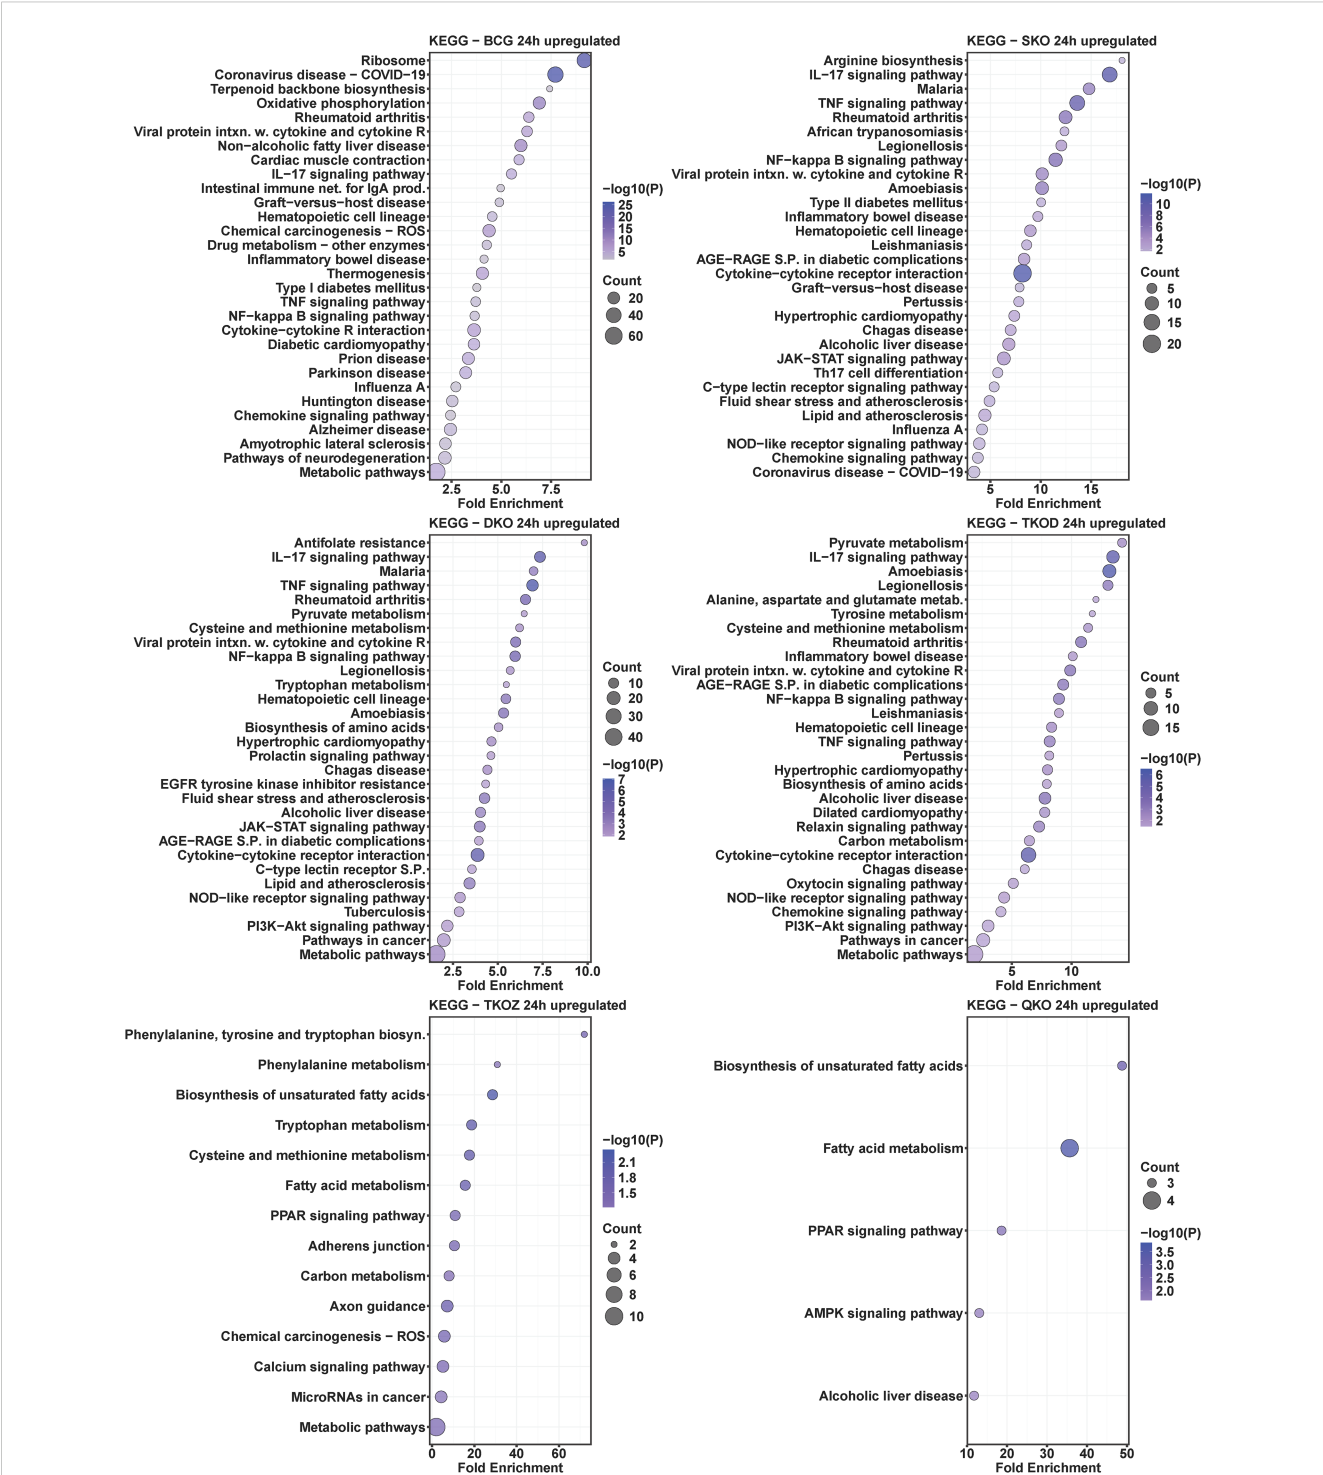 KEGG − BCG 24h upregulated
Ribosome
Coronavirus disease − COVID−19
Terpenoid backbone biosynthesis
Oxidative phosphorylation
Rheumatoid arthritis
Viral protein intxn. w. cytokine and cytokine R
Non−alcoholic fatty liver disease
Cardiac muscle contraction
IL−17 signaling pathway
Intestinal immune net. for IgA prod.
Graft−versus−host disease
Hematopoietic cell lineage
Chemical carcinogenesis − ROS
Drug metabolism − other enzymes
Inflammatory bowel disease
Thermogenesis
Type I diabetes mellitus
TNF signaling pathway
NF−kappa B signaling pathway
Cytokine−cytokine R interaction
Diabetic cardiomyopathy
Prion disease
Parkinson disease
Influenza A
Huntington disease
Chemokine signaling pathway
Alzheimer disease
Amyotrophic lateral sclerosis
Pathways of neurodegeneration
Metabolic pathways
2.5 5.0 7.5
Fold Enrichment
−log10(P)
25
20
15
10
5
Count
20
40
60
KEGG − SKO 24h upregulated
Arginine biosynthesis
IL−17 signaling pathway
Malaria
TNF signaling pathway
Rheumatoid arthritis
African trypanosomiasis
Legionellosis
NF−kappa B signaling pathway
Viral protein intxn. w. cytokine and cytokine R
Amoebiasis
Type II diabetes mellitus
Inflammatory bowel disease
Hematopoietic cell lineage
Leishmaniasis
AGE−RAGE S.P. in diabetic complications
Cytokine−cytokine receptor interaction
Graft−versus−host disease
Pertussis
Hypertrophic cardiomyopathy
Chagas disease
Alcoholic liver disease
JAK−STAT signaling pathway
Th17 cell differentiation
C−type lectin receptor signaling pathway
Fluid shear stress and atherosclerosis
Lipid and atherosclerosis
Influenza A
NOD−like receptor signaling pathway
Chemokine signaling pathway
Coronavirus disease − COVID−19
5 10 15
Fold Enrichment
−log10(P)
10
8
6
4
2
Count
5
10
15
20
KEGG − DKO 24h upregulated
Antifolate resistance
IL−17 signaling pathway
Malaria
TNF signaling pathway
Rheumatoid arthritis
Pyruvate metabolism
Cysteine and methionine metabolism
Viral protein intxn. w. cytokine and cytokine R
NF−kappa B signaling pathway
Legionellosis
Tryptophan metabolism
Hematopoietic cell lineage
Amoebiasis
Biosynthesis of amino acids
Hypertrophic cardiomyopathy
Prolactin signaling pathway
Chagas disease
EGFR tyrosine kinase inhibitor resistance
Fluid shear stress and atherosclerosis
Alcoholic liver disease
JAK−STAT signaling pathway
AGE−RAGE S.P. in diabetic complications
Cytokine−cytokine receptor interaction
C−type lectin receptor S.P.
Lipid and atherosclerosis
NOD−like receptor signaling pathway
Tuberculosis
PI3K−Akt signaling pathway
Pathways in cancer
Metabolic pathways
2.5 5.0 7.5 10.0
Fold Enrichment
Count
10
20
30
40
−log10(P)
7
6
5
4
3
2
KEGG − TKOD 24h upregulated
Pyruvate metabolism
IL−17 signaling pathway
Amoebiasis
Legionellosis
Alanine, aspartate and glutamate metab.
Tyrosine metabolism
Cysteine and methionine metabolism
Rheumatoid arthritis
Inflammatory bowel disease
Viral protein intxn. w. cytokine and cytokine R
AGE−RAGE S.P. in diabetic complications
NF−kappa B signaling pathway
Leishmaniasis
Hematopoietic cell lineage
TNF signaling pathway
Pertussis
Hypertrophic cardiomyopathy
Biosynthesis of amino acids
Alcoholic liver disease
Dilated cardiomyopathy
Relaxin signaling pathway
Carbon metabolism
Cytokine−cytokine receptor interaction
Chagas disease
Oxytocin signaling pathway
NOD−like receptor signaling pathway
Chemokine signaling pathway
PI3K−Akt signaling pathway
Pathways in cancer
Metabolic pathways
5 10
Fold Enrichment
Count
5
10
15
−log10(P)
6
5
4
3
2
KEGG − TKOZ 24h upregulated
Phenylalanine, tyrosine and tryptophan biosyn.
Phenylalanine metabolism
Biosynthesis of unsaturated fatty acids
Tryptophan metabolism
Cysteine and methionine metabolism
Fatty acid metabolism
PPAR signaling pathway
Adherens junction
Carbon metabolism
Axon guidance
Chemical carcinogenesis − ROS
Calcium signaling pathway
MicroRNAs in cancer
Metabolic pathways
0 20 40 60
Fold Enrichment
−log10(P)
2.1
1.8
1.5
Count
2
4
6
8
10
KEGG − QKO 24h upregulated
Biosynthesis of unsaturated fatty acids
Fatty acid metabolism
PPAR signaling pathway
AMPK signaling pathway
Alcoholic liver disease
10 20 30 40 50
Fold Enrichment
Count
3
4
−log10(P)
3.5
3.0
2.5
2.0